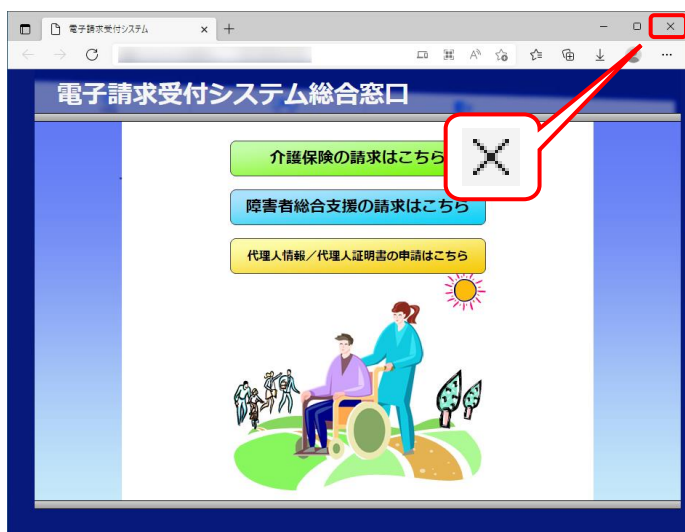 電子請求受付システム
電子請求受付システム総合窓口
介護保険の請求はこちら
障害者総合支援の請求はこちら
代理人情報／代理人証明書の申請はこちら